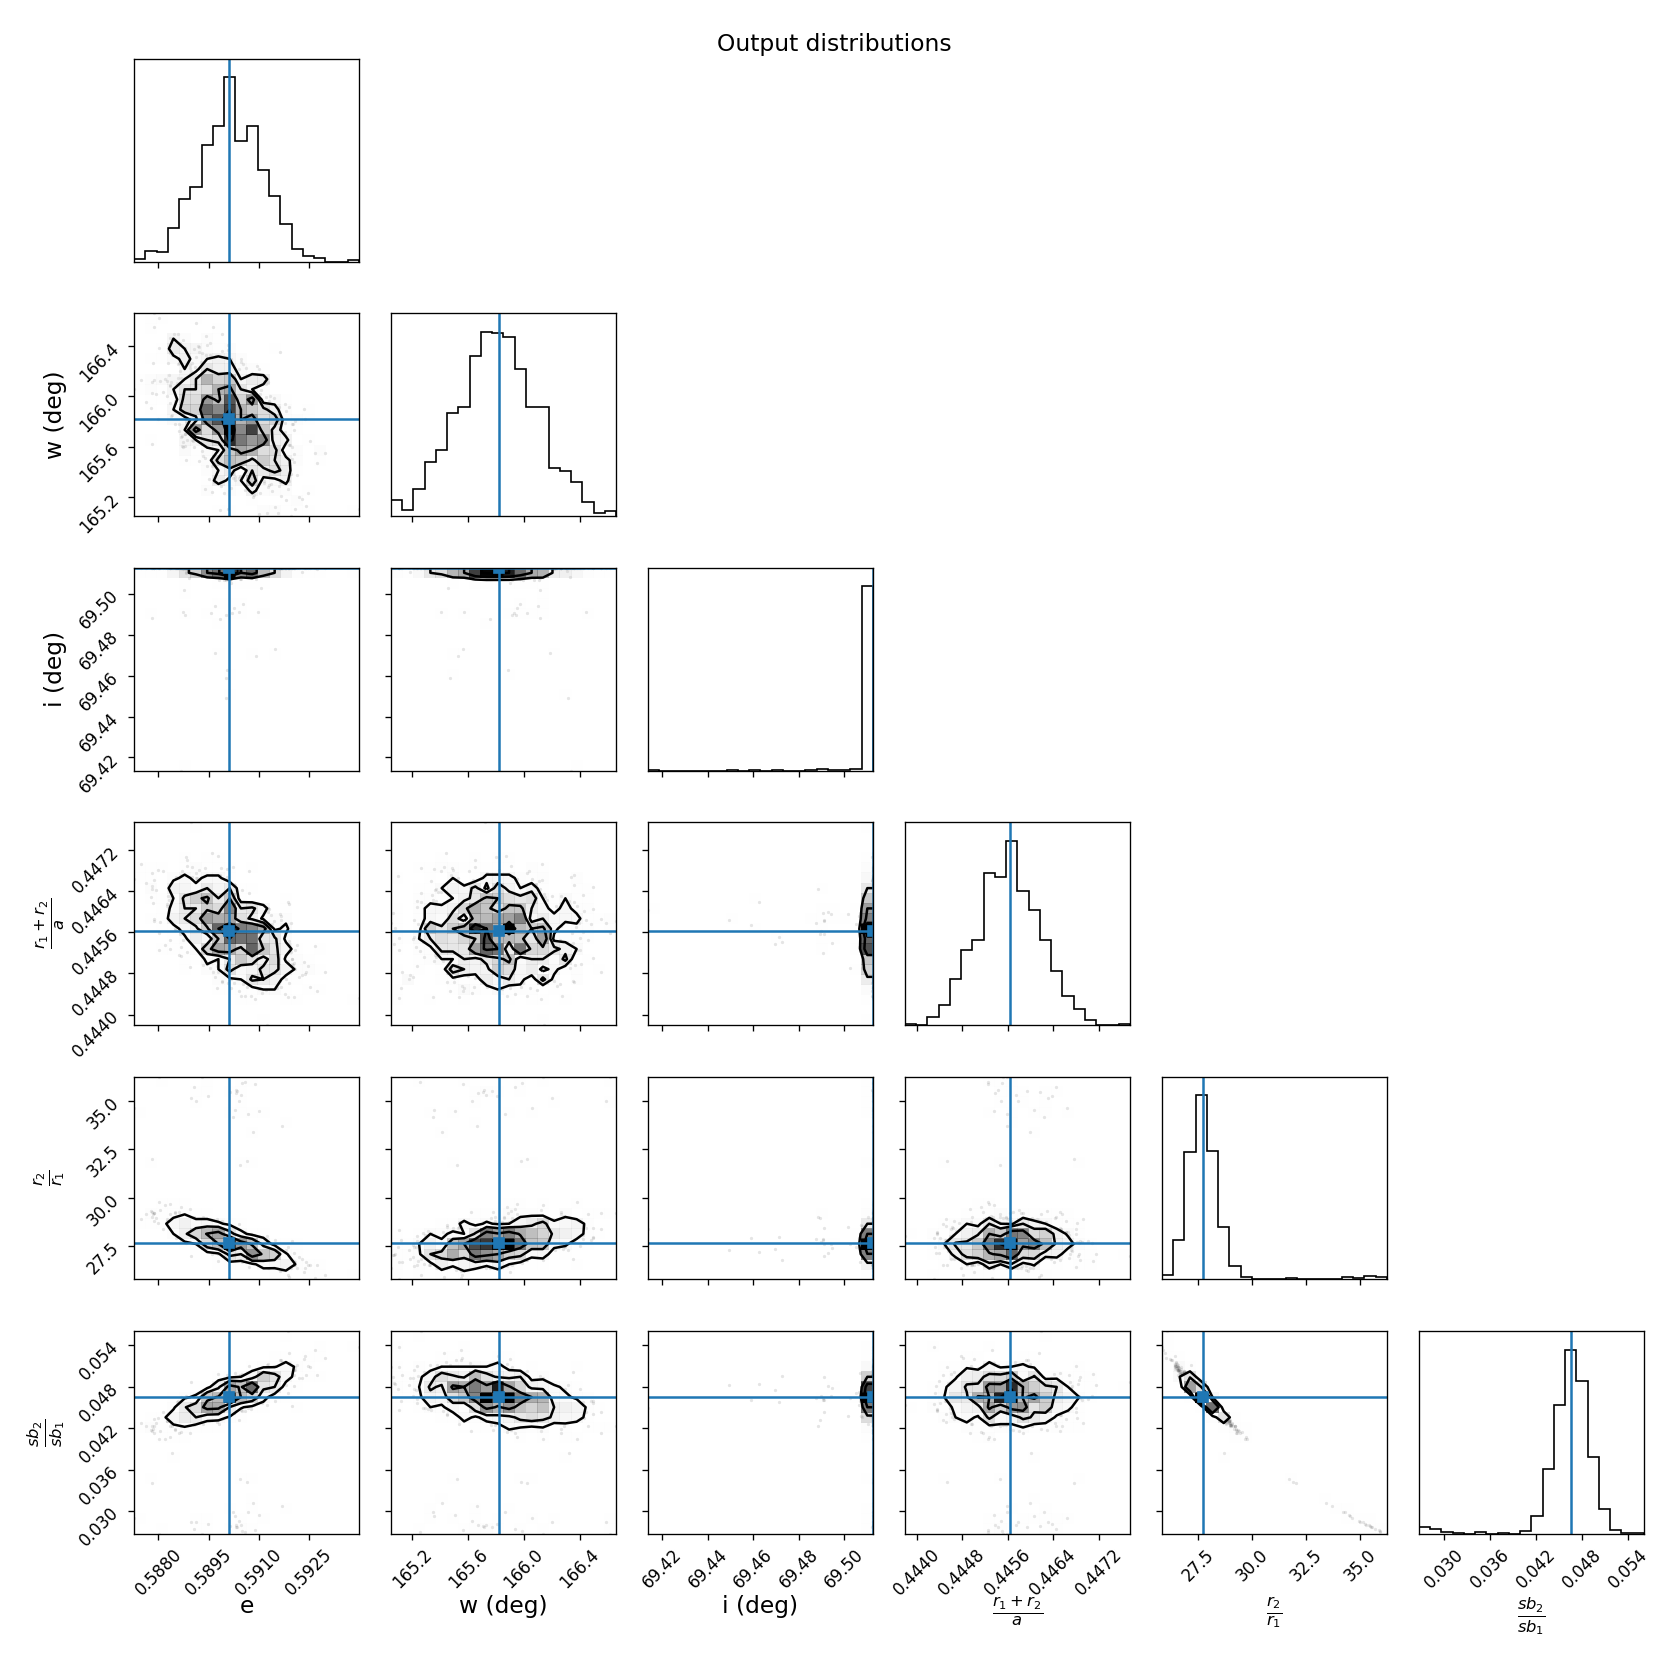 Output distributions
w (deg)
166.4
166.0
165.6
165.2
i (deg)
69.50
69.48
69.46
69.44
69.42
r₁ + r₂
a
0.4472
0.4464
0.4456
0.4448
0.4440
r₂
r₁
35.0
32.5
30.0
27.5
sb₂
sb₁
0.054
0.048
0.042
0.036
0.030
0.5880 0.5895 0.5910 0.5925 165.2 165.6 166.0 166.4 69.42 69.44 69.46 69.48 69.50 0.4440 0.4448 0.4456 0.4464 0.4472 27.5 30.0 32.5 35.0 0.030 0.036 0.042 0.048 0.054
e w (deg) i (deg) r₁ + r₂ r₂ sb₂
a r₁ sb₁